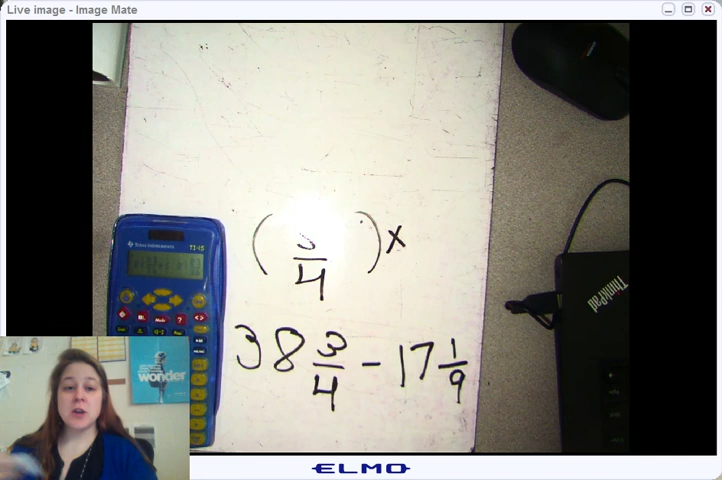 Live image - Image Mate
Texas Instruments TI-15
( 3/4 ) x
38 3/4 - 17 1/9
ThinkPad
wonder
ELMO